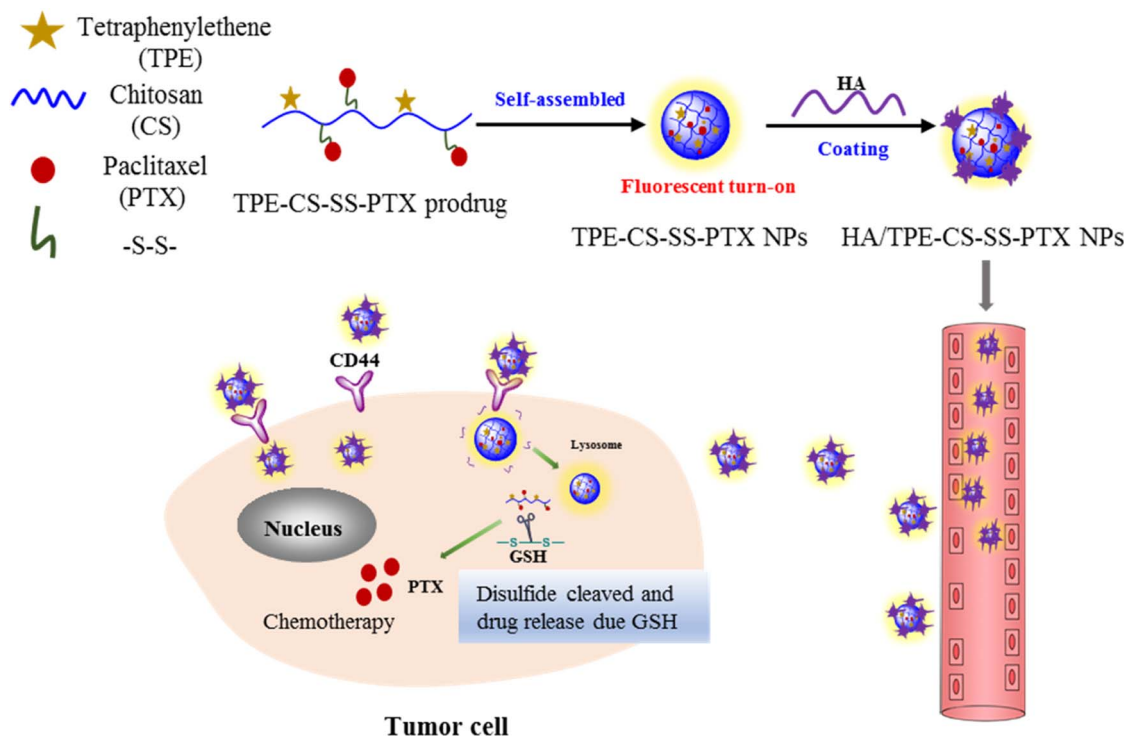 Tetraphenylethene
(TPE)
Chitosan
(CS)
Paclitaxel
(PTX)
-S-S-
TPE-CS-SS-PTX prodrug
Self-assembled
Fluorescent turn-on
TPE-CS-SS-PTX NPs
HA
Coating
HA/TPE-CS-SS-PTX NPs
CD44
Lysosome
Nucleus
S
S
GSH
PTX
Chemotherapy
Disulfide cleaved and
drug release due GSH
Tumor cell